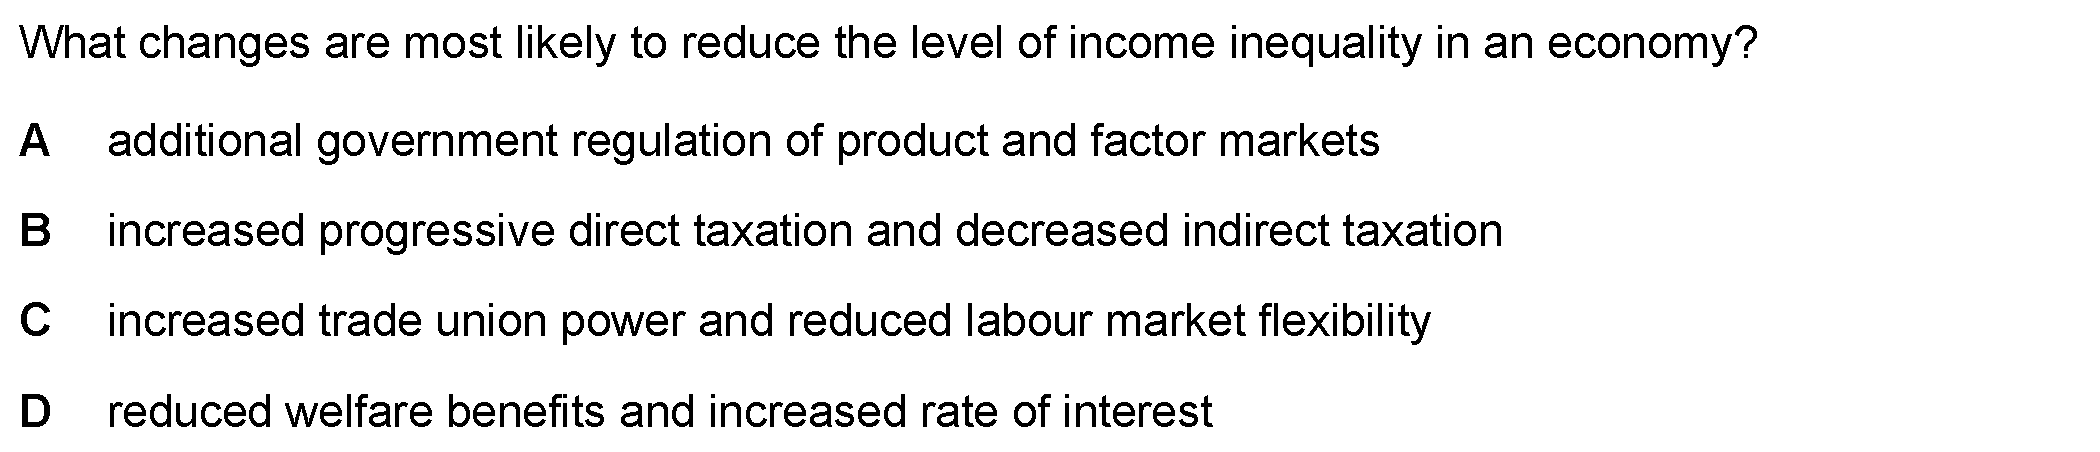 What changes are most likely to reduce the level of income inequality in an economy?
A additional government regulation of product and factor markets
B increased progressive direct taxation and decreased indirect taxation
C increased trade union power and reduced labour market flexibility
D reduced welfare benefits and increased rate of interest